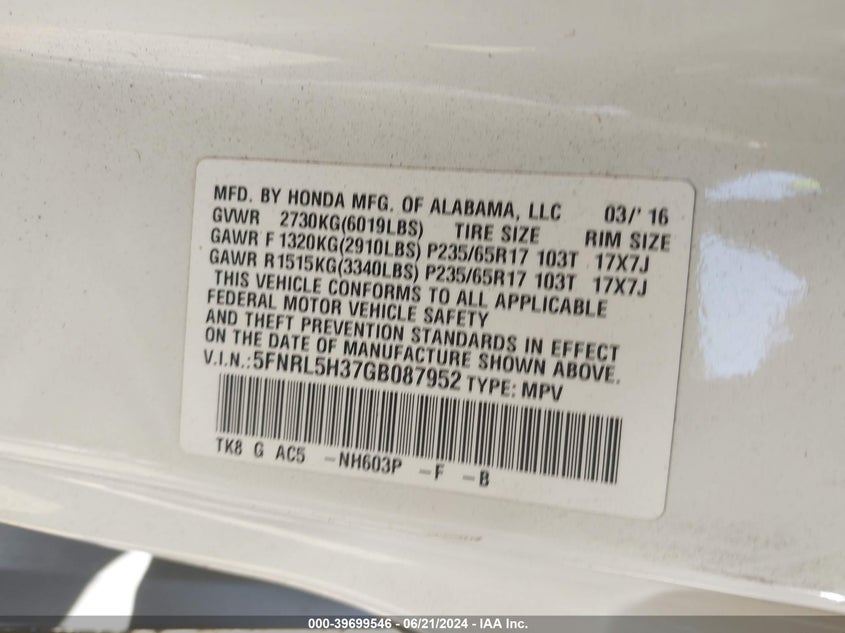 MFD. BY HONDA MFG. OF ALABAMA, LLC 03/' 16
GVWR 2730KG(6019LBS) TIRE SIZE RIM SIZE
GAWR F 1320KG(2910LBS) P235/65R17 103T 17X7J
GAWR R1515KG(3340LBS) P235/65R17 103T 17X7J
THIS VEHICLE CONFORMS TO ALL APPLICABLE
FEDERAL MOTOR VEHICLE SAFETY
AND THEFT PREVENTION STANDARDS IN EFFECT
ON THE DATE OF MANUFACTURE SHOWN ABOVE.
V.I.N.:5FNRL5H37GB087952 TYPE: MPV
TK8 G AC5 -NH603P -F -B
000-39699546 / 06/21/2024 - IAA Inc.